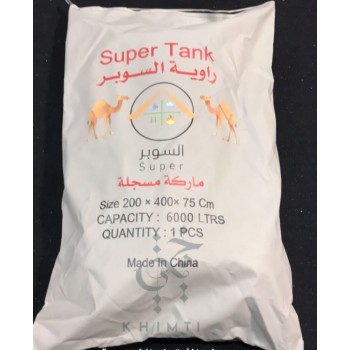 Super Tank
راوية السوبر
السوبر
Super
ماركة مسجلة
Size 200 × 400× 75 Cm
CAPACITY : 6000 LTRS
QUANTITY : 1 PCS
Made In China
KHIMTI